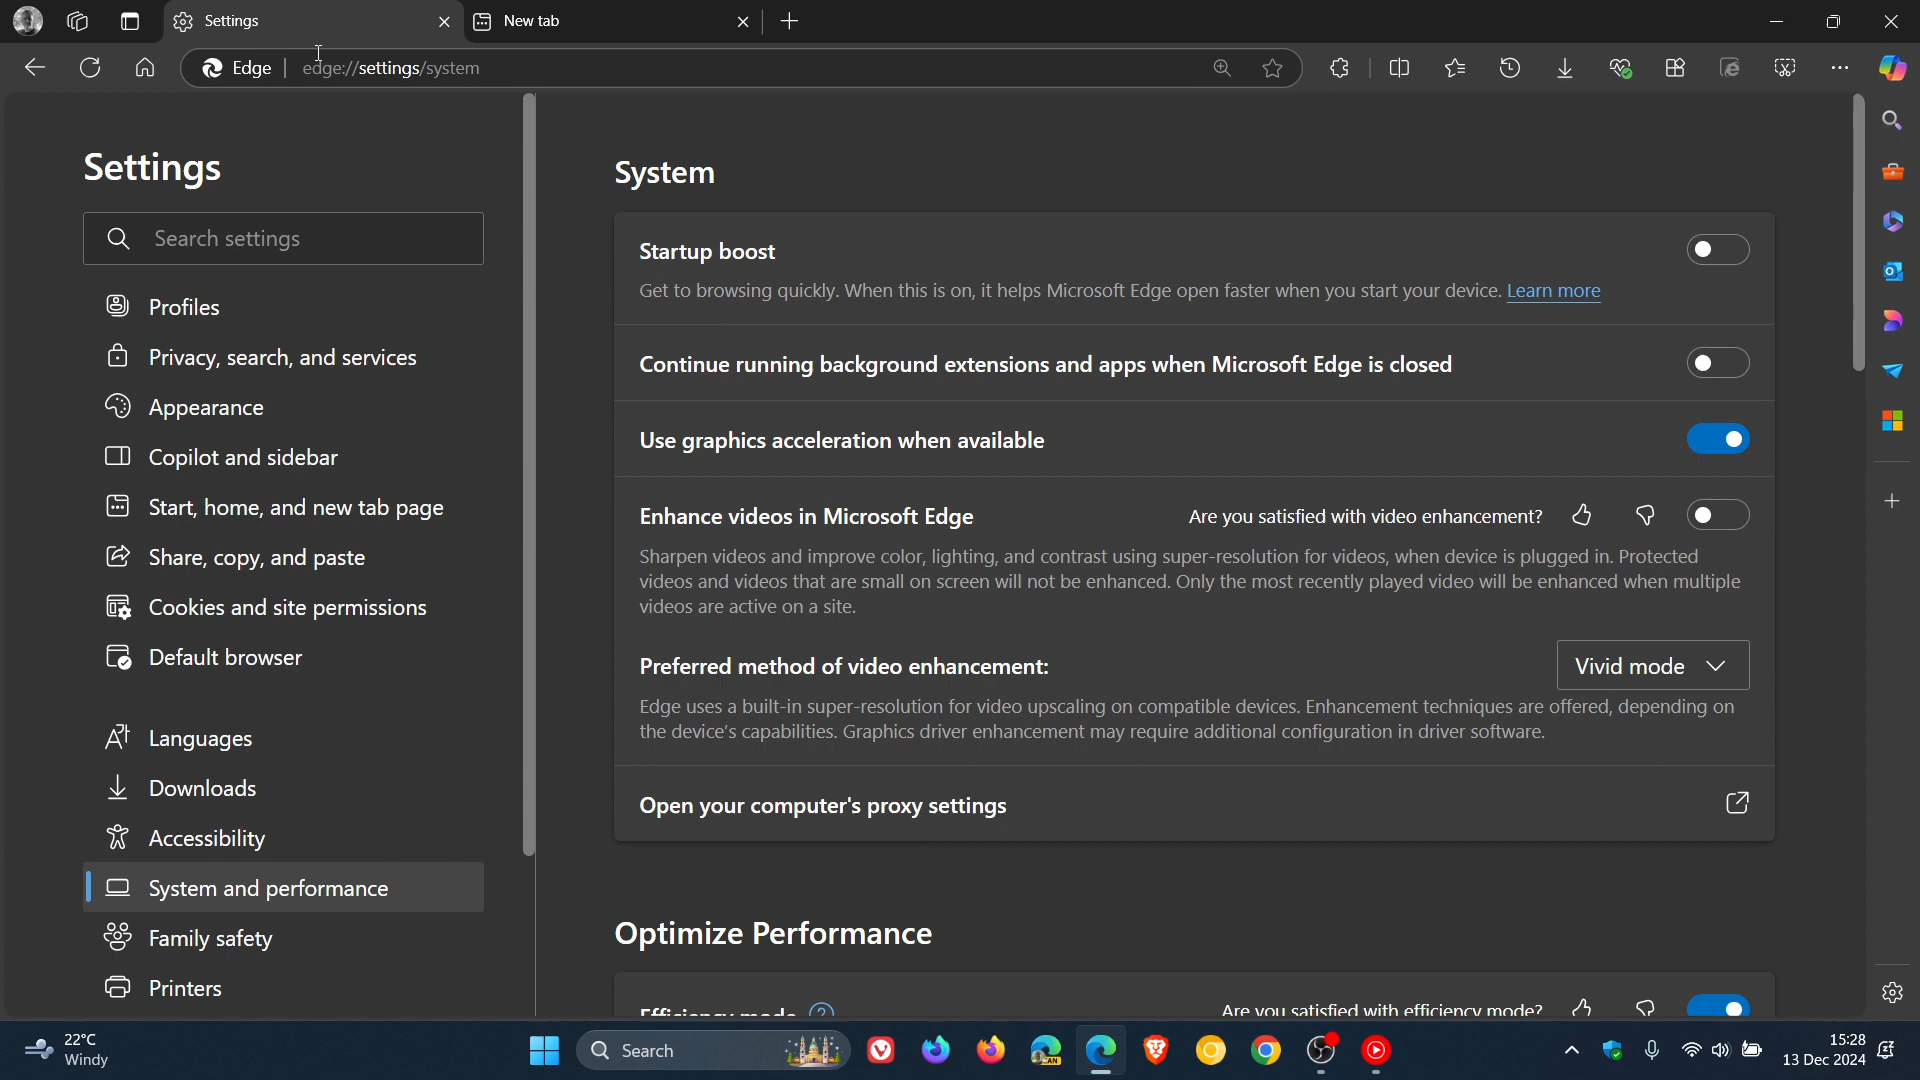 Settings
New tab
Edge
edge://settings/system
Settings
Search settings
Profiles
Privacy, search, and services
Appearance
Copilot and sidebar
Start, home, and new tab page
Share, copy, and paste
Cookies and site permissions
Default browser
Languages
Downloads
Accessibility
System and performance
Family safety
Printers
System
Startup boost
Get to browsing quickly. When this is on, it helps Microsoft Edge open faster when you start your device. Learn more
Continue running background extensions and apps when Microsoft Edge is closed
Use graphics acceleration when available
Enhance videos in Microsoft Edge
Are you satisfied with video enhancement?
Sharpen videos and improve color, lighting, and contrast using super-resolution for videos, when device is plugged in. Protected
videos and videos that are small on screen will not be enhanced. Only the most recently played video will be enhanced when multiple
videos are active on a site.
Preferred method of video enhancement:
Vivid mode
Edge uses a built-in super-resolution for video upscaling on compatible devices. Enhancement techniques are offered, depending on
the device's capabilities. Graphics driver enhancement may require additional configuration in driver software.
Open your computer's proxy settings
Optimize Performance
Efficiency mode
Are you satisfied with efficiency mode?
22°C
Windy
Search
CAN
15:28
13 Dec 2024